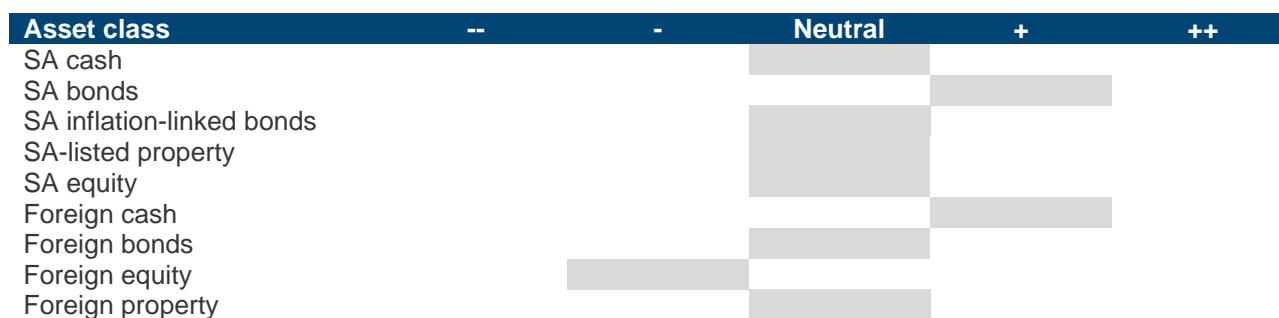 Asset class -- - Neutral + ++
SA cash
SA bonds
SA inflation-linked bonds
SA-listed property
SA equity
Foreign cash
Foreign bonds
Foreign equity
Foreign property